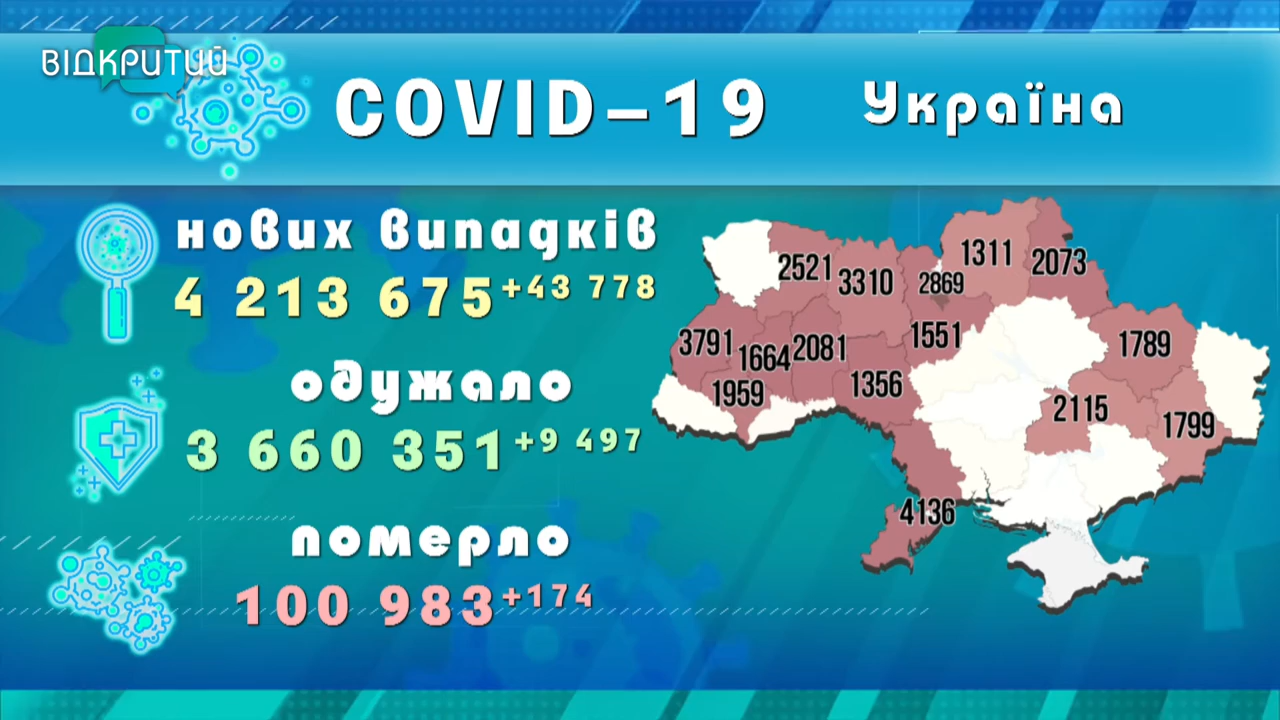 ВІДКРИТИЙ
COVID–19 Україна
нових випадків
4 213 675 +43 778
одужало
3 660 351 +9 497
померло
100 983 +174
2521 3310 2869 1311 2073
3791 1664 2081 1551 1789
1959 1356 2115 1799
4136